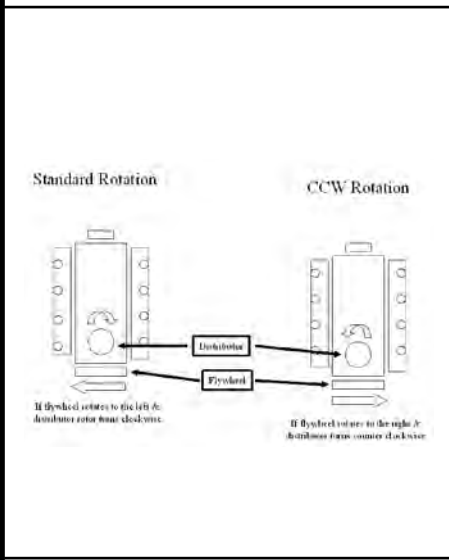 Standard Rotation
CCW Rotation
Distributor
Flywheel
If flywheel rotates to the left &
distributor rotor turns clockwise.
If flywheel rotates to the right &
distributor turns counter clockwise